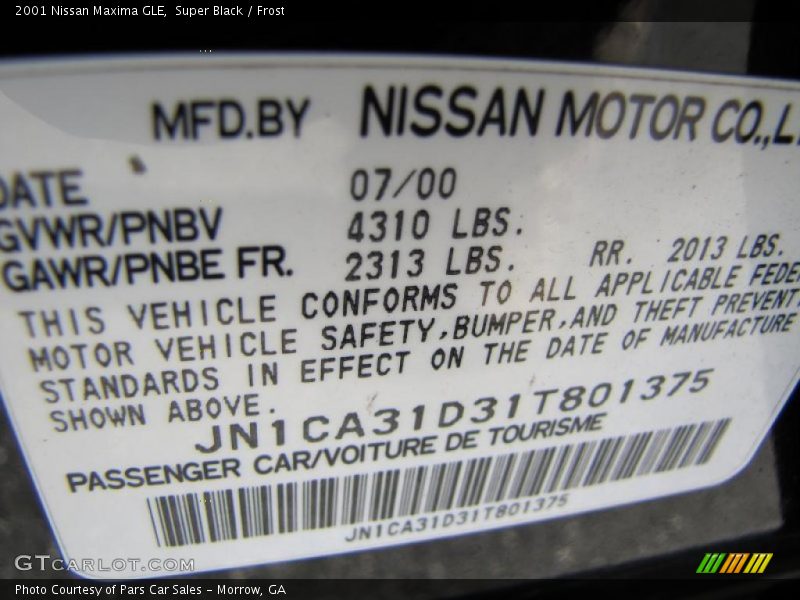 2001 Nissan Maxima GLE, Super Black / Frost
MFD.BY NISSAN MOTOR CO.,L
DATE 07/00
GVWR/PNBV 4310 LBS.
GAWR/PNBE FR. 2313 LBS. RR. 2013 LBS.
THIS VEHICLE CONFORMS TO ALL APPLICABLE FEDE
MOTOR VEHICLE SAFETY,BUMPER,AND THEFT PREVENT
STANDARDS IN EFFECT ON THE DATE OF MANUFACTURE
SHOWN ABOVE.
JN1CA31D31T801375
PASSENGER CAR/VOITURE DE TOURISME
JN1CA31D31T801375
GTCARLOT.COM
Photo Courtesy of Pars Car Sales - Morrow, GA